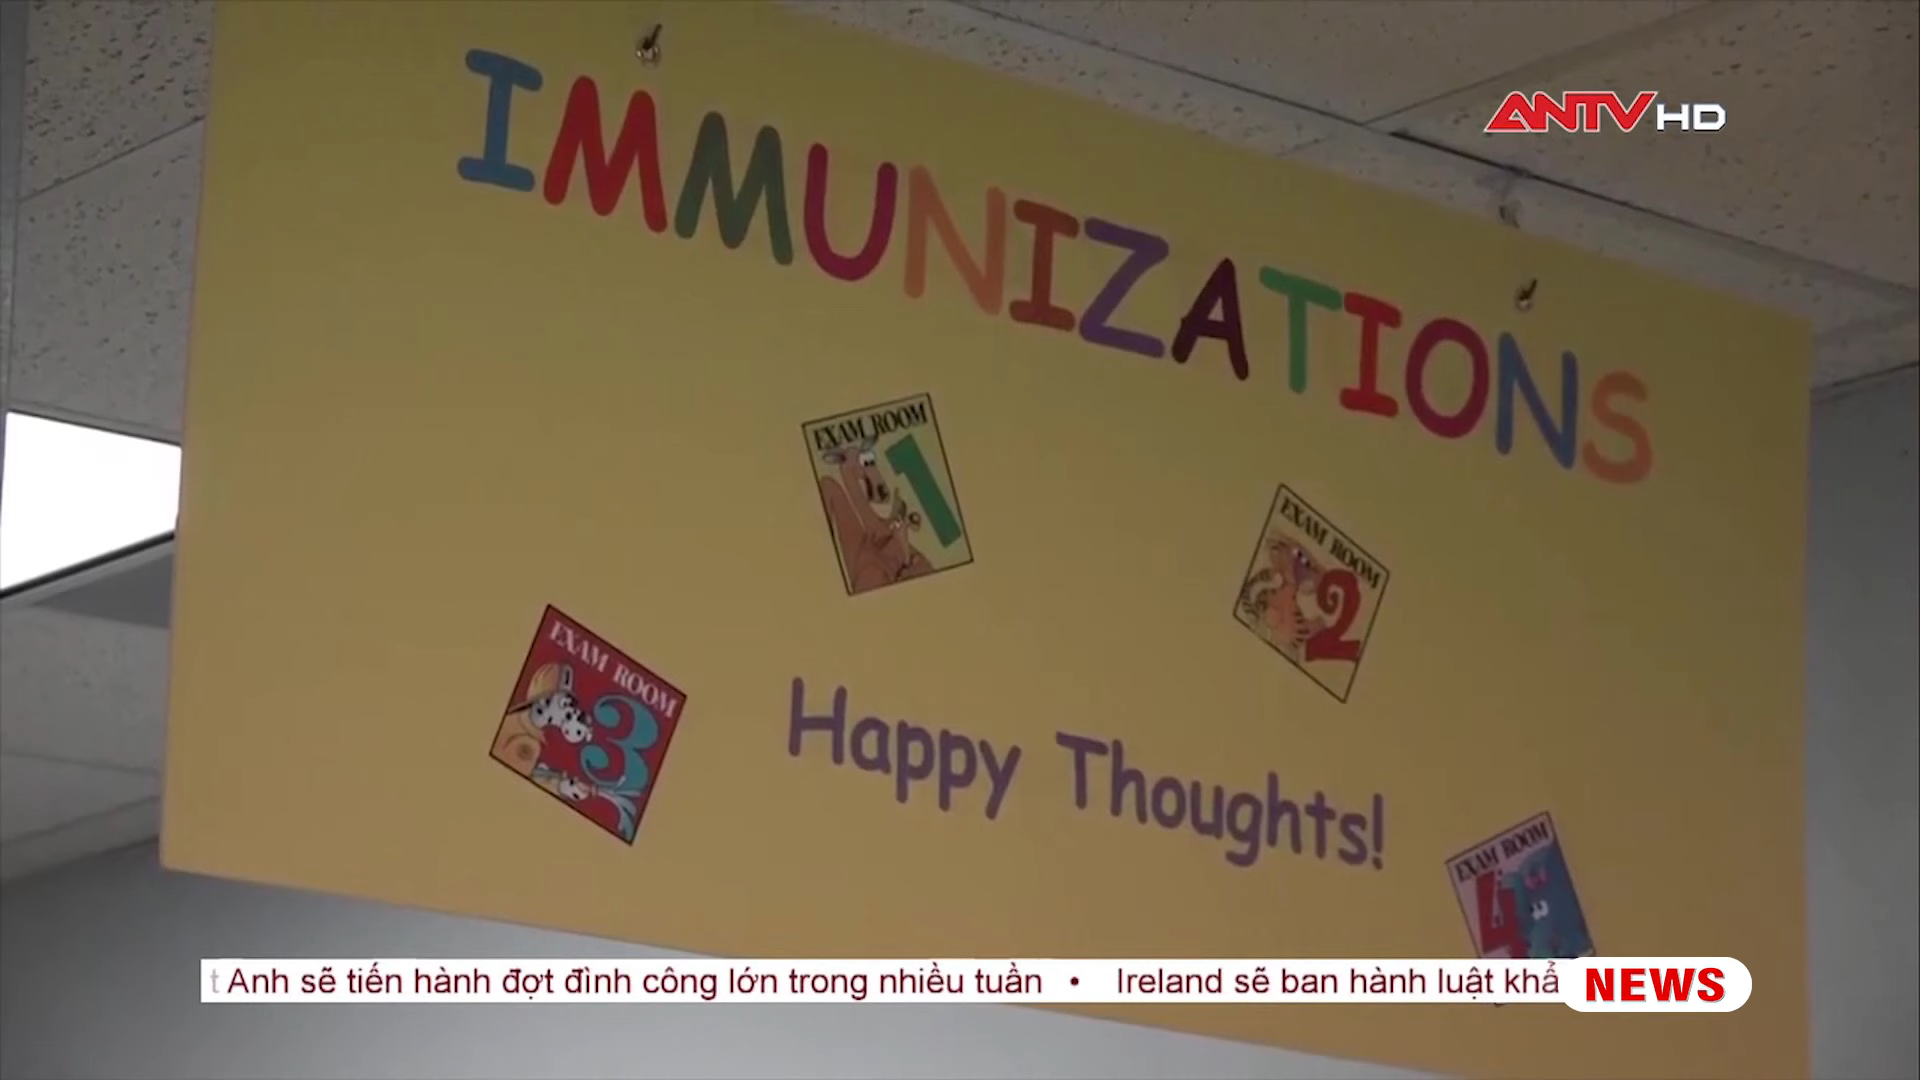 ANTV HD
IMMUNIZATIONS
EXAM ROOM
1
EXAM ROOM
2
EXAM ROOM
3
Happy Thoughts!
EXAM ROOM
4
t Anh sẽ tiến hành đợt đình công lớn trong nhiều tuần • Ireland sẽ ban hành luật khẩ
NEWS